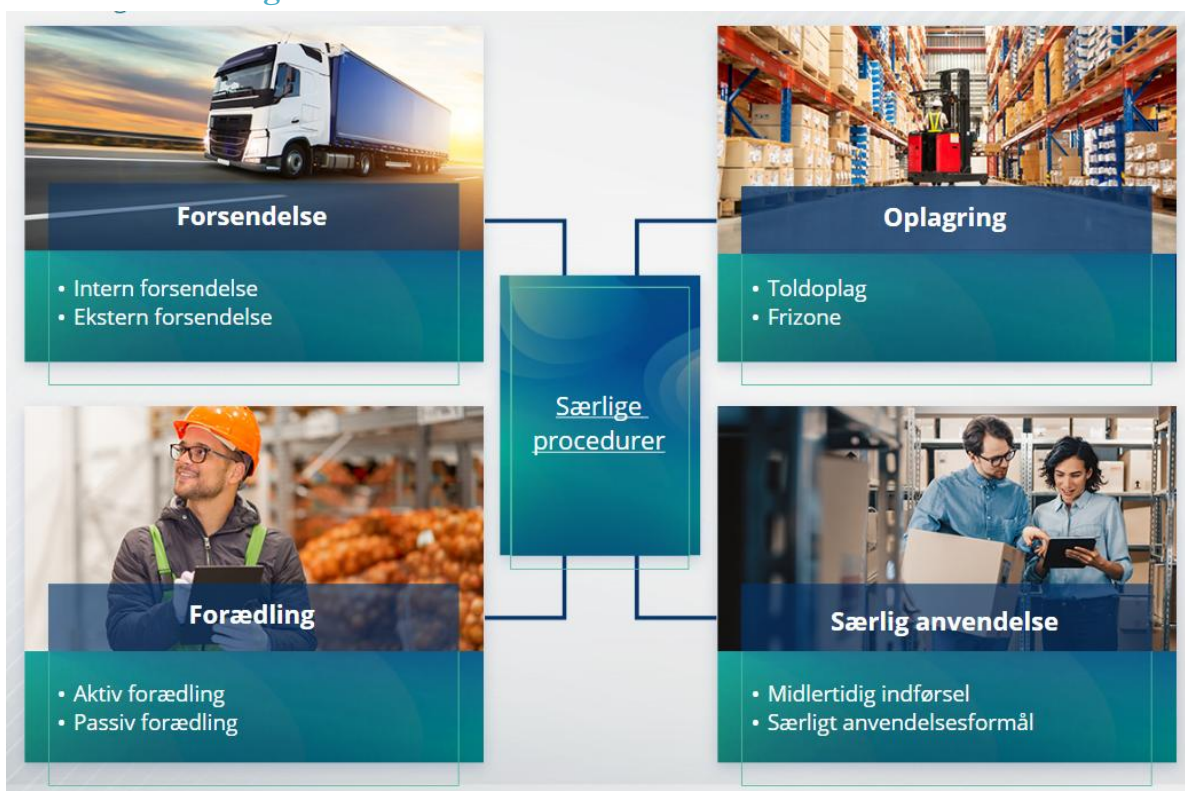 Forsendelse
• Intern forsendelse
• Ekstern forsendelse
Oplagring
• Toldoplag
• Frizone
Særlige
procedurer
Forædling
• Aktiv forædling
• Passiv forædling
Særlig anvendelse
• Midlertidig indførsel
• Særligt anvendelsesformål